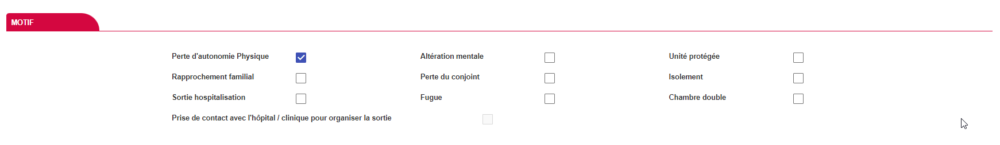 MOTIF
Perte d'autonomie Physique Altération mentale Unité protégée
Rapprochement familial Perte du conjoint Isolement
Sortie hospitalisation Fugue Chambre double
Prise de contact avec l'hôpital / clinique pour organiser la sortie